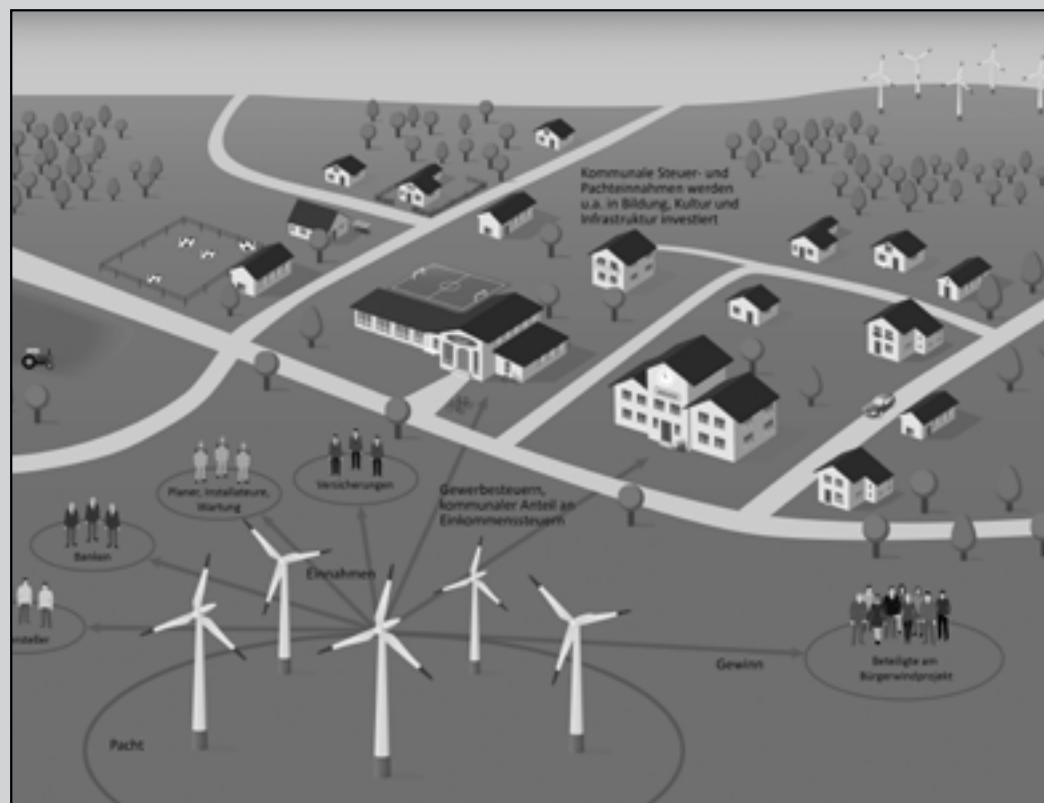 Kommunale Steuer- und
Pachteinnahmen werden
u.a. in Bildung, Kultur und
Infrastruktur investiert
Versicherungen
Planer, Installateure,
Wartung
Gewerbesteuern,
kommunaler Anteil an
Einkommenssteuern
Banken
Einnahmen
ersteller
Gewinn
Beteiligte am
Bürgerwindprojekt
Pacht